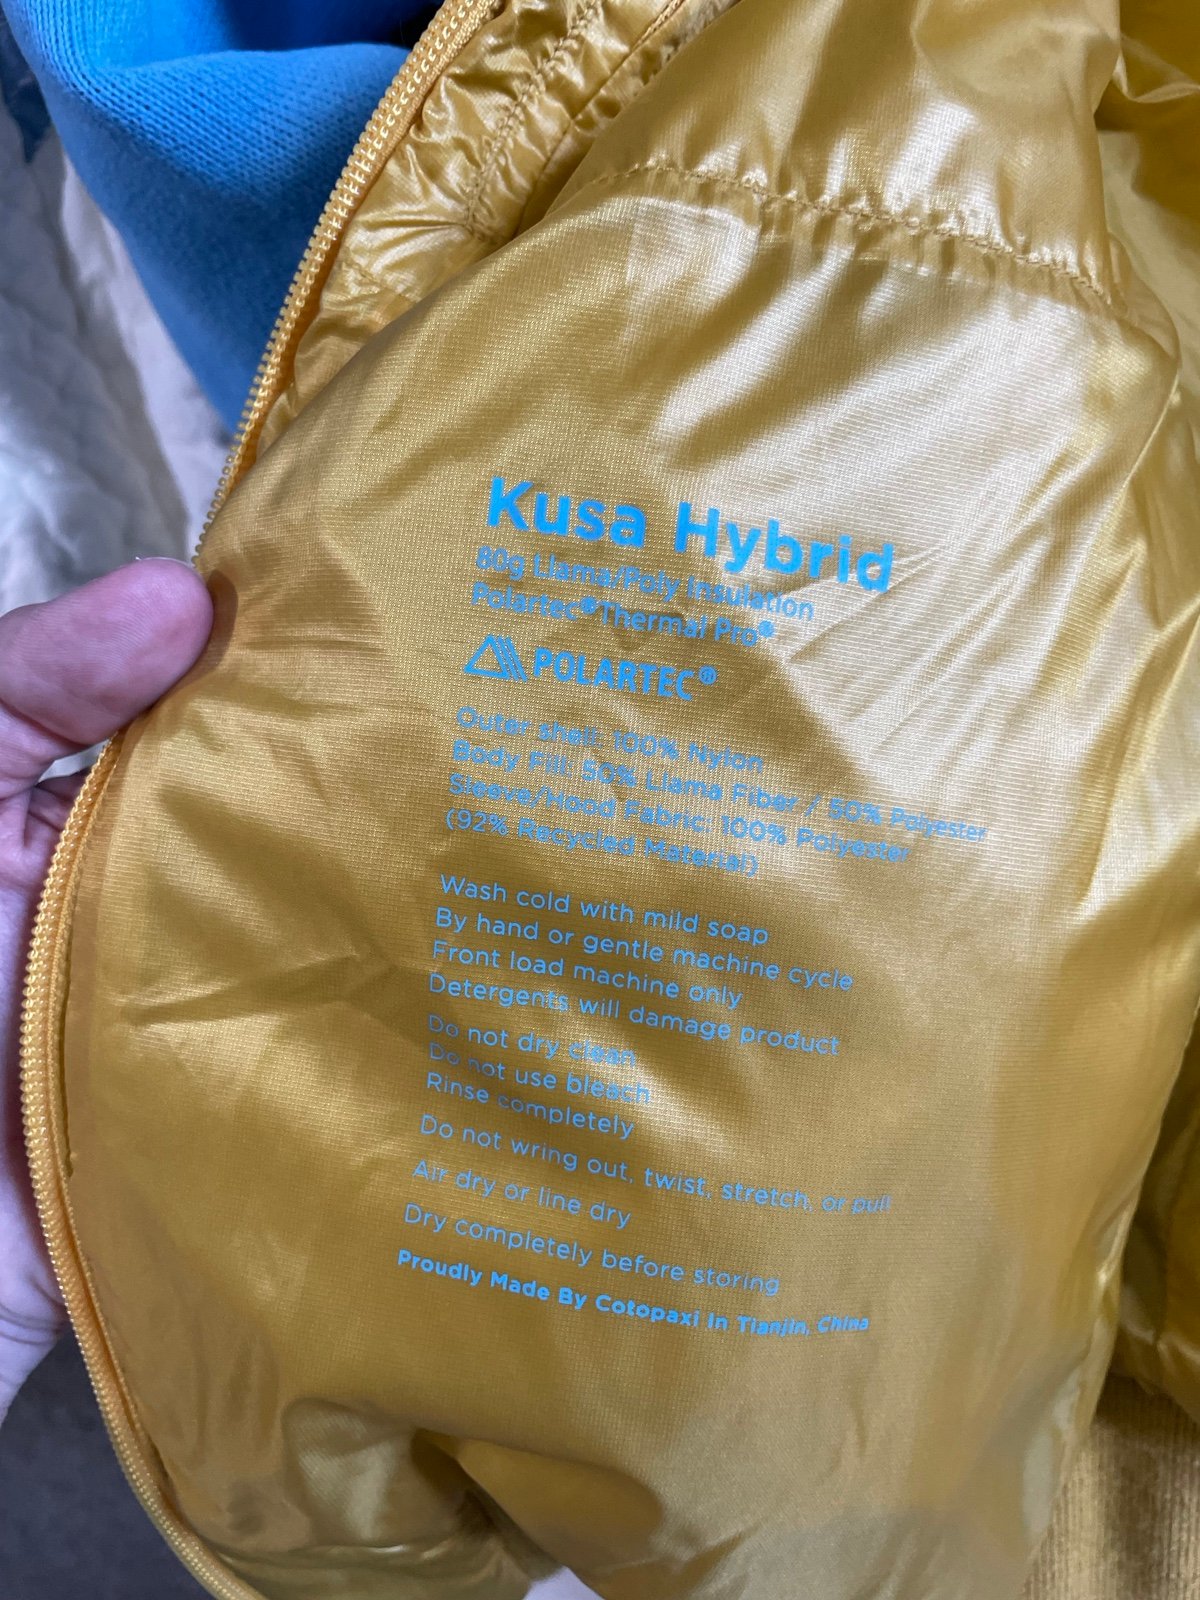 Kusa Hybrid
80g Llama/Poly Insulation
Polartec®Thermal Pro®
POLARTEC®
Outer shell: 100% Nylon
Body Fill: 50% Llama Fiber / 50% Polyester
Sleeve/Hood Fabric: 100% Polyester
(92% Recycled Material)
Wash cold with mild soap
By hand or gentle machine cycle
Front load machine only
Detergents will damage product
Do not dry clean
Do not use bleach
Rinse completely
Do not wring out, twist, stretch, or pull
Air dry or line dry
Dry completely before storing
Proudly Made By Cotopaxi In Tianjin, China